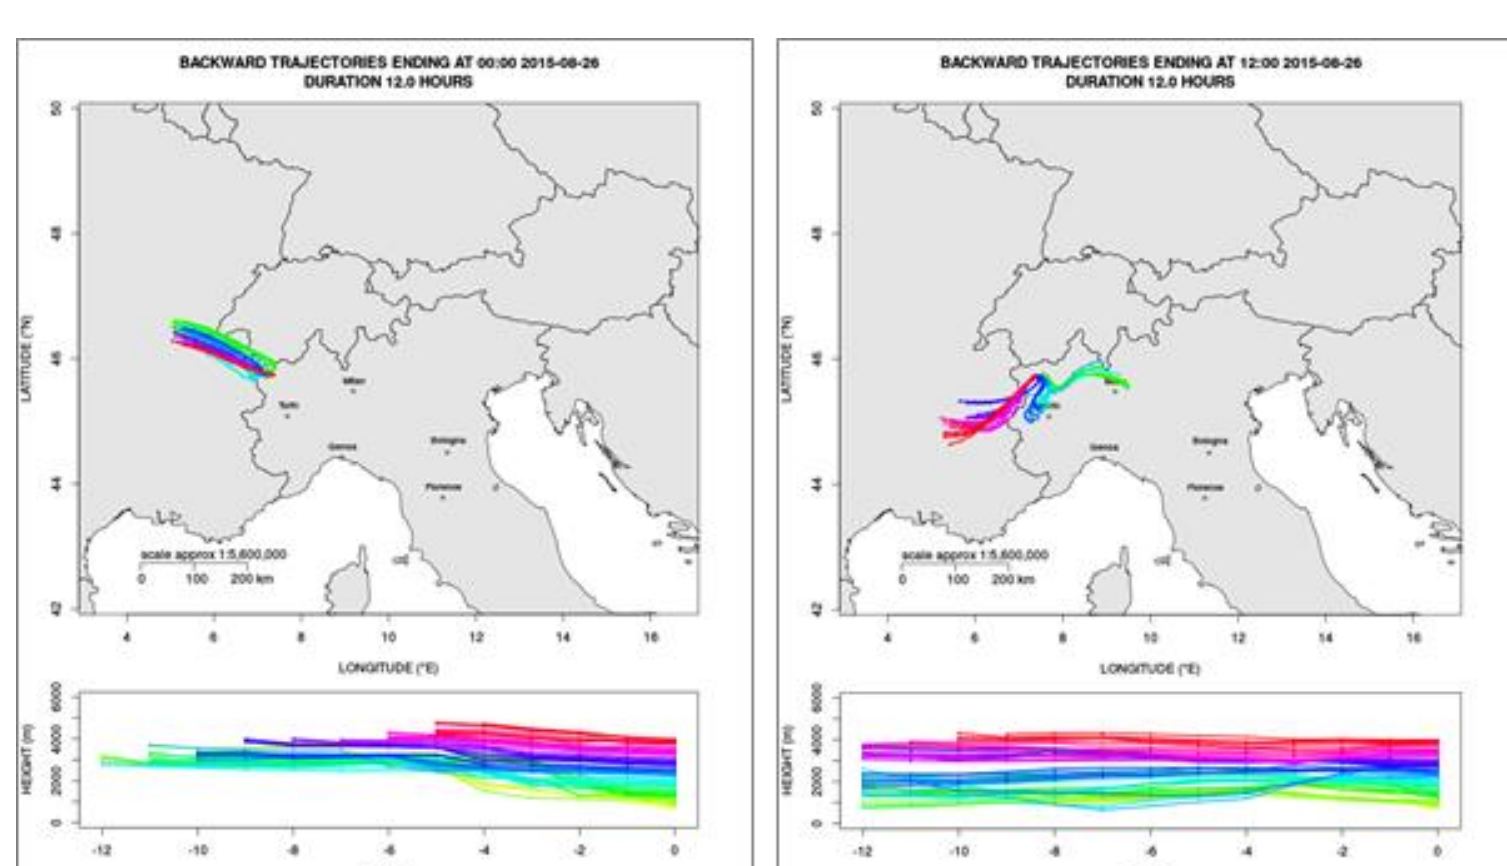 BACKWARD TRAJECTORIES ENDING AT 00:00 2015-08-26
DURATION 12.0 HOURS
50
48
46
44
42
LATITUDE (°N)
Milan
Genoa
Bologna
scale approx 1:5,600,000
0 100 200 km
4 6 8 10 12 14 16
LONGITUDE (°E)
HEIGHT (m)
6000
4000
2000
0
-12 -10 -8 -6 -4 -2 0
BACKWARD TRAJECTORIES ENDING AT 12:00 2015-08-26
DURATION 12.0 HOURS
50
48
46
44
42
LATITUDE (°N)
Genoa
Bologna
scale approx 1:5,600,000
0 100 200 km
4 6 8 10 12 14 16
LONGITUDE (°E)
HEIGHT (m)
6000
4000
2000
0
-12 -10 -8 -6 -4 -2 0